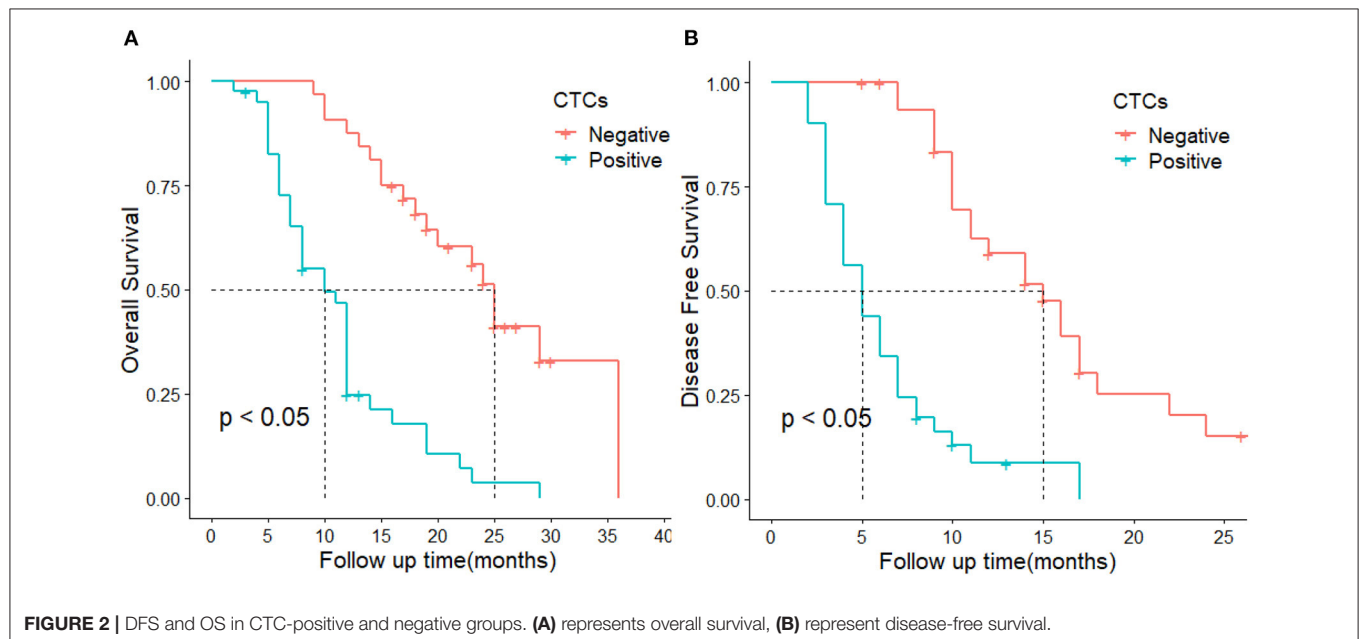 A
1.00
0.75
0.50
0.25
0.00
Overall Survival
CTCs
Negative
Positive
p < 0.05
0 5 10 15 20 25 30 35 40
Follow up time(months)
B
1.00
0.75
0.50
0.25
0.00
Disease Free Survival
CTCs
Negative
Positive
p < 0.05
0 5 10 15 20 25
Follow up time(months)
FIGURE 2 | DFS and OS in CTC-positive and negative groups. (A) represents overall survival, (B) represent disease-free survival.